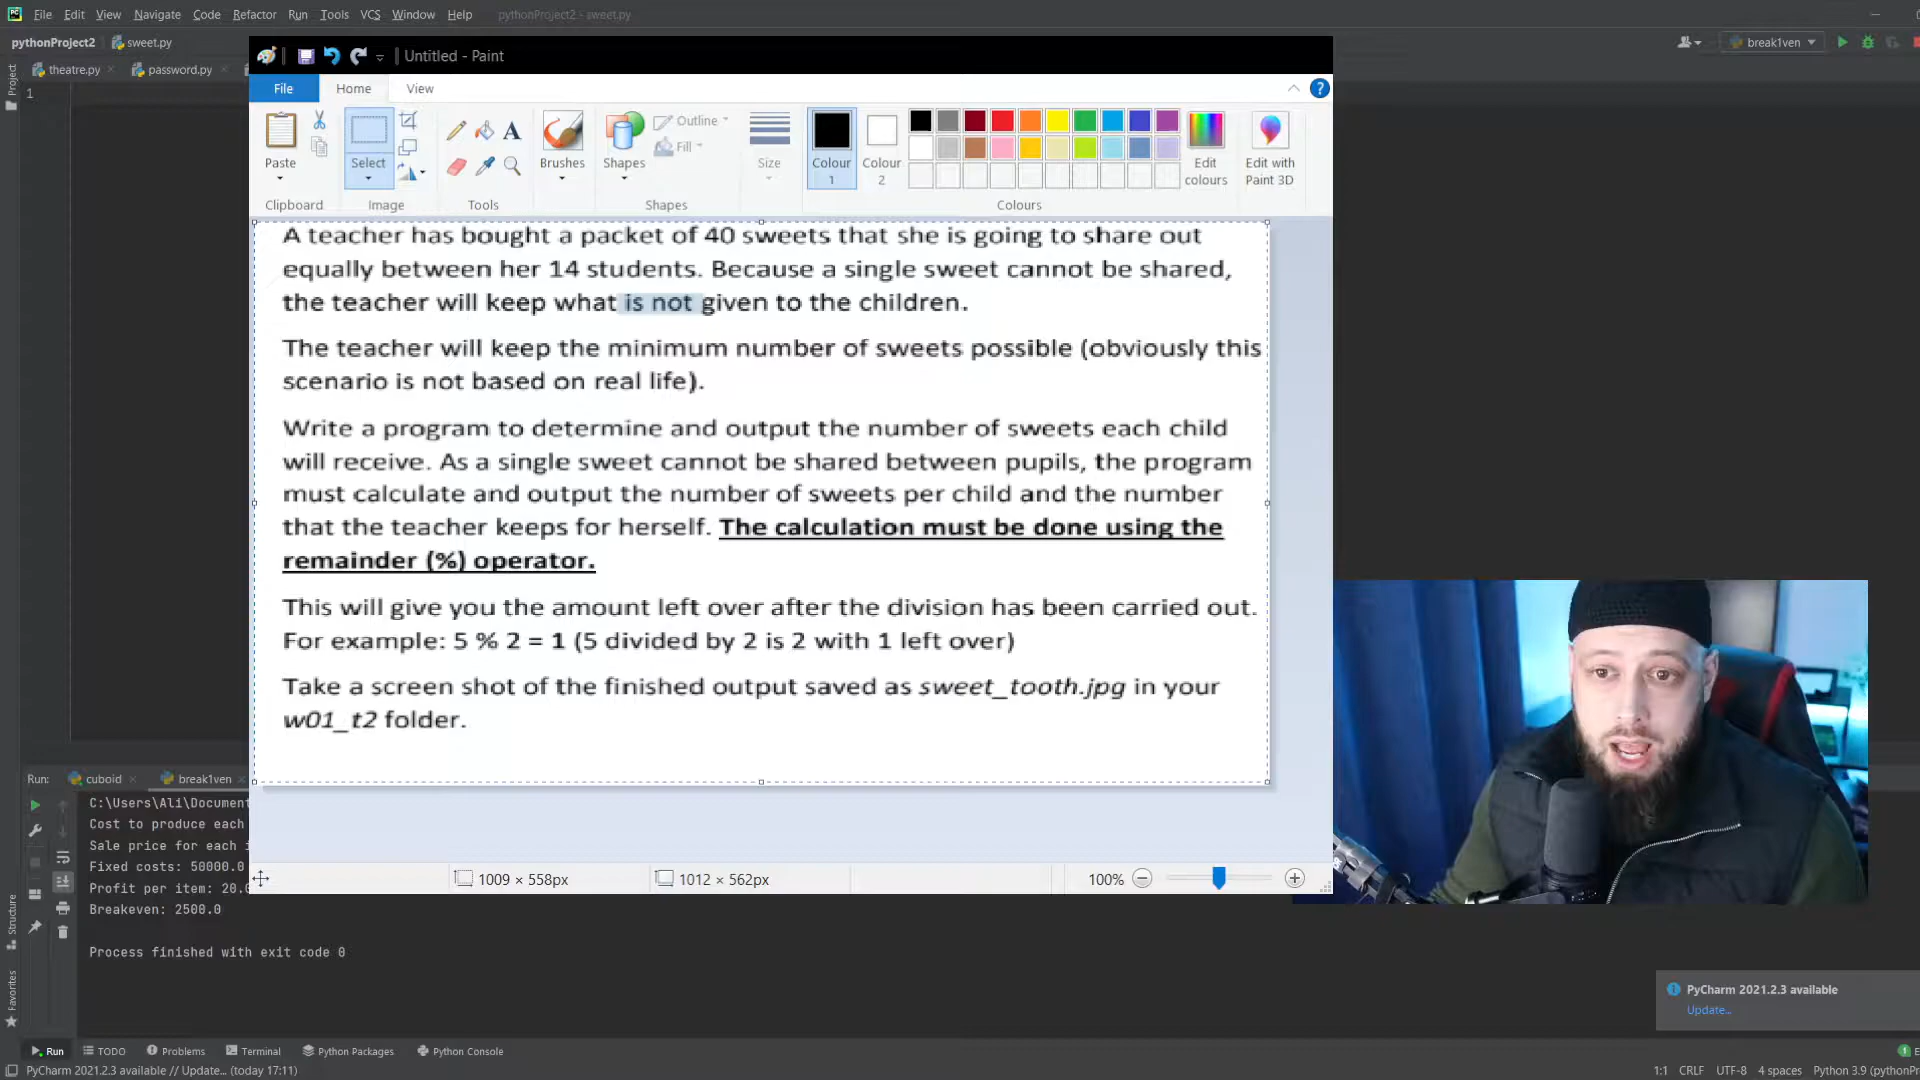 File Edit View Navigate Code Refactor Run Tools VCS Window Help pythonProject2 - sweet.py
pythonProject2 sweet.py
break1ven
theatre.py password.py
Project
1
Untitled - Paint
File Home View
Paste
Select
Brushes
Shapes
Outline
Fill
Size
Colour 1
Colour 2
Edit colours
Edit with Paint 3D
Clipboard Image Tools Shapes Colours
A teacher has bought a packet of 40 sweets that she is going to share out
equally between her 14 students. Because a single sweet cannot be shared,
the teacher will keep what is not given to the children.
The teacher will keep the minimum number of sweets possible (obviously this
scenario is not based on real life).
Write a program to determine and output the number of sweets each child
will receive. As a single sweet cannot be shared between pupils, the program
must calculate and output the number of sweets per child and the number
that the teacher keeps for herself. The calculation must be done using the
remainder (%) operator.
This will give you the amount left over after the division has been carried out.
For example: 5 % 2 = 1 (5 divided by 2 is 2 with 1 left over)
Take a screen shot of the finished output saved as sweet_tooth.jpg in your
w01_t2 folder.
1009 × 558px 1012 × 562px 100%
Run: cuboid break1ven
C:\Users\Ali\Document
Cost to produce each
Sale price for each i
Fixed costs: 50000.0
Profit per item: 20.0
Breakeven: 2500.0
Process finished with exit code 0
Structure
Favorites
PyCharm 2021.2.3 available
Update...
Run TODO Problems Terminal Python Packages Python Console
PyCharm 2021.2.3 available // Update... (today 17:11)
1:1 CRLF UTF-8 4 spaces Python 3.9 (pythonPr